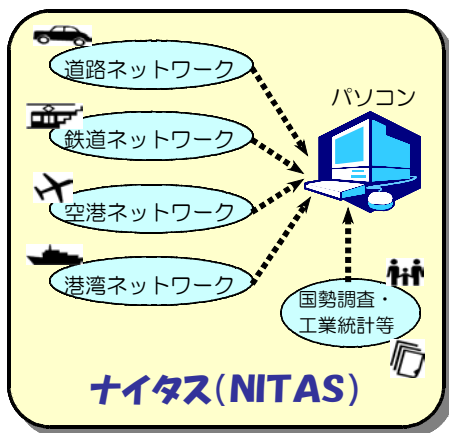 道路ネットワーク
パソコン
鉄道ネットワーク
空港ネットワーク
港湾ネットワーク
国勢調査・
工業統計等
ナイタス(NITAS)